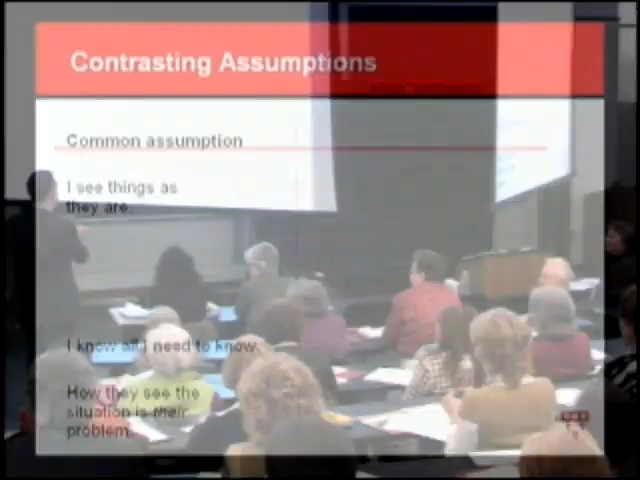 Contrasting Assumptions
Common assumption
I see things as
they are.
I know all I need to know.
How they see the
situation is their
problem.